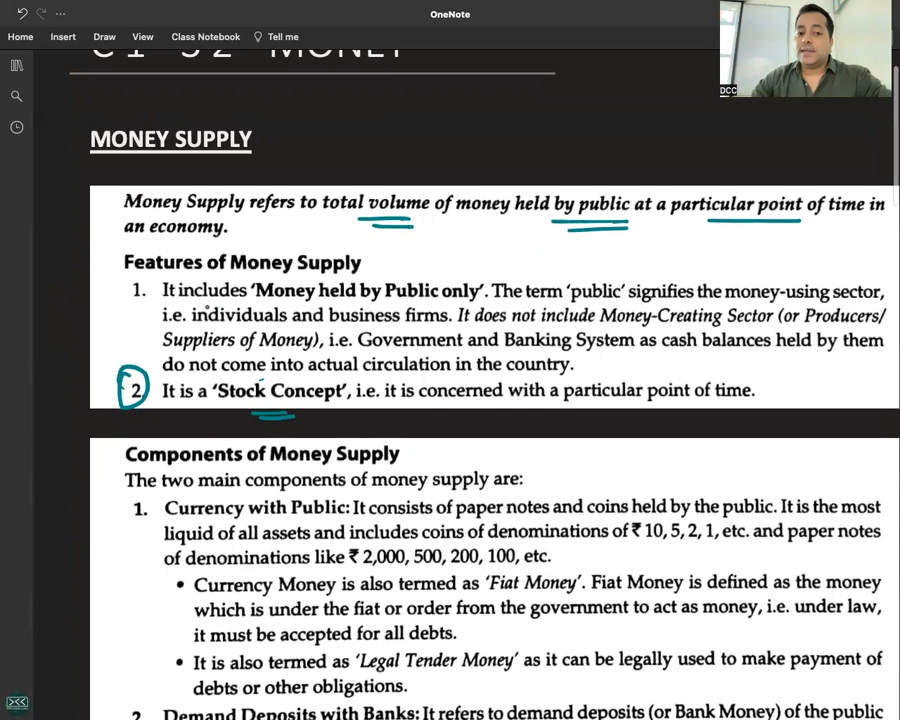 OneNote
Home Insert Draw View Class Notebook Tell me
DCC
C1 S2 MONEY
MONEY SUPPLY
Money Supply refers to total volume of money held by public at a particular point of time in
an economy.
Features of Money Supply
1. It includes 'Money held by Public only'. The term 'public' signifies the money-using sector,
i.e. individuals and business firms. It does not include Money-Creating Sector (or Producers/
Suppliers of Money), i.e. Government and Banking System as cash balances held by them
do not come into actual circulation in the country.
2. It is a 'Stock Concept', i.e. it is concerned with a particular point of time.
Components of Money Supply
The two main components of money supply are:
1. Currency with Public: It consists of paper notes and coins held by the public. It is the most
liquid of all assets and includes coins of denominations of ₹ 10, 5, 2, 1, etc. and paper notes
of denominations like ₹ 2,000, 500, 200, 100, etc.
• Currency Money is also termed as 'Fiat Money'. Fiat Money is defined as the money
which is under the fiat or order from the government to act as money, i.e. under law,
it must be accepted for all debts.
• It is also termed as 'Legal Tender Money' as it can be legally used to make payment of
debts or other obligations.
2. Demand Deposits with Banks: It refers to demand deposits (or Bank Money) of the public